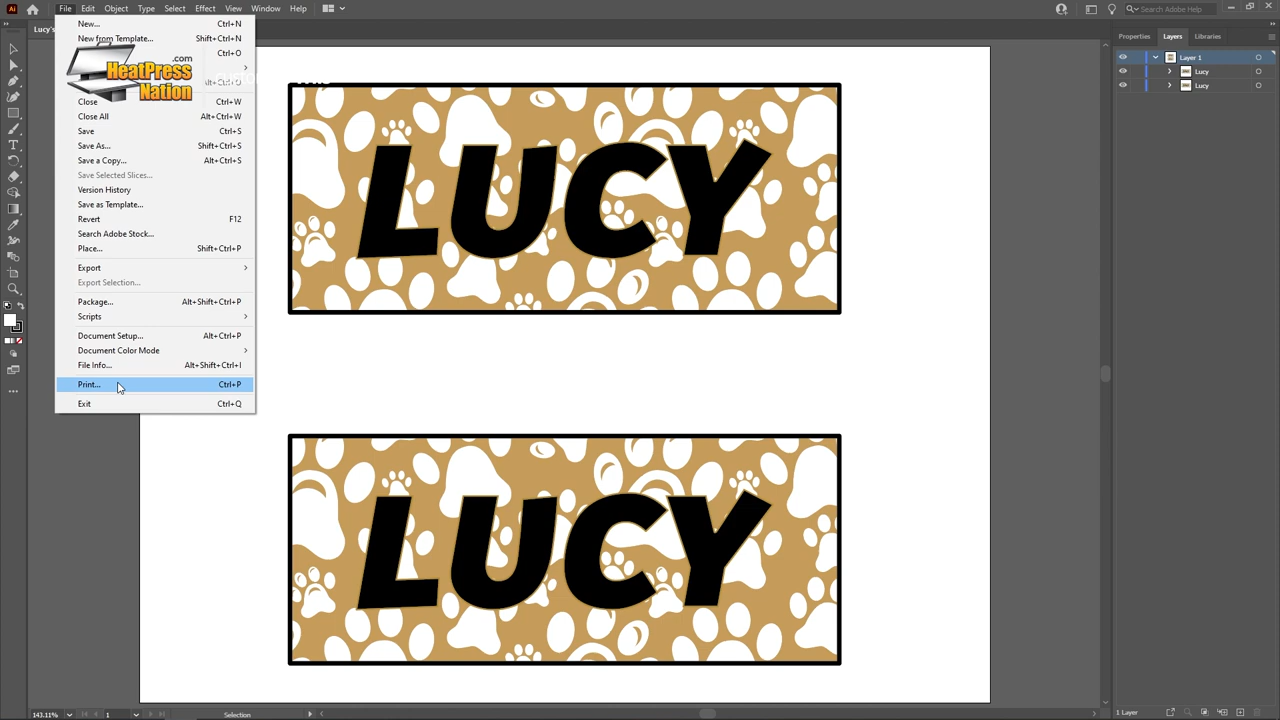 File Edit Object Type Select Effect View Window Help
Search Adobe Help
Lucy's
New... Ctrl+N
New from Template... Shift+Ctrl+N
Ctrl+O
Close Ctrl+W
Close All Alt+Ctrl+W
Save Ctrl+S
Save As... Shift+Ctrl+S
Save a Copy... Alt+Ctrl+S
Save Selected Slices...
Version History
Save as Template...
Revert F12
Search Adobe Stock...
Place... Shift+Ctrl+P
Export
Export Selection...
Package... Alt+Shift+Ctrl+P
Scripts
Document Setup... Alt+Ctrl+P
Document Color Mode
File Info... Alt+Shift+Ctrl+I
Print... Ctrl+P
Exit Ctrl+Q
.com
HeatPress
Nation
LUCY
LUCY
Properties Layers Libraries
Layer 1
Lucy
Lucy
143.11% 1 Selection
1 Layer